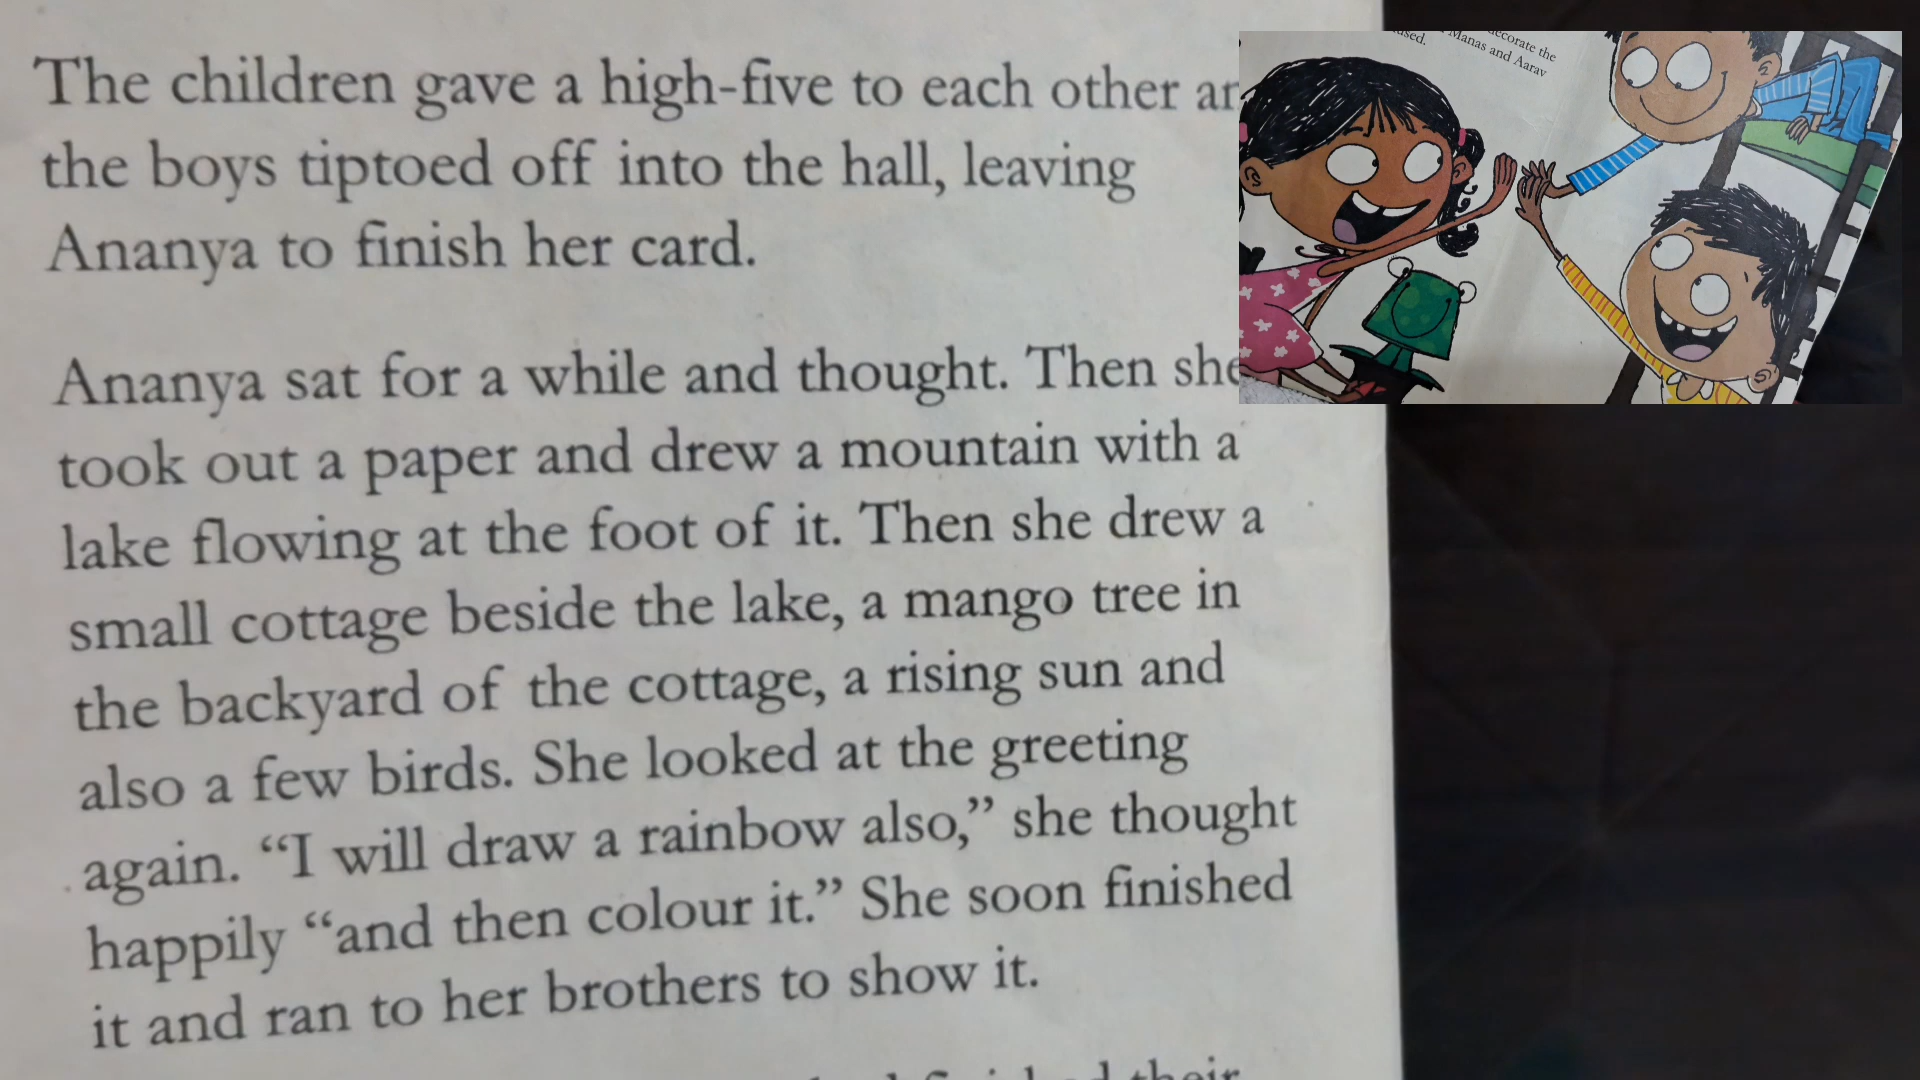 The children gave a high-five to each other
the boys tiptoed off into the hall, leaving
Ananya to finish her card.
Ananya sat for a while and thought. Then she
took out a paper and drew a mountain with a
lake flowing at the foot of it. Then she drew a
small cottage beside the lake, a mango tree in
the backyard of the cottage, a rising sun and
also a few birds. She looked at the greeting
again. “I will draw a rainbow also,” she thought
happily “and then colour it.” She soon finished
it and ran to her brothers to show it.
their
decorate the
Manas and Aarav